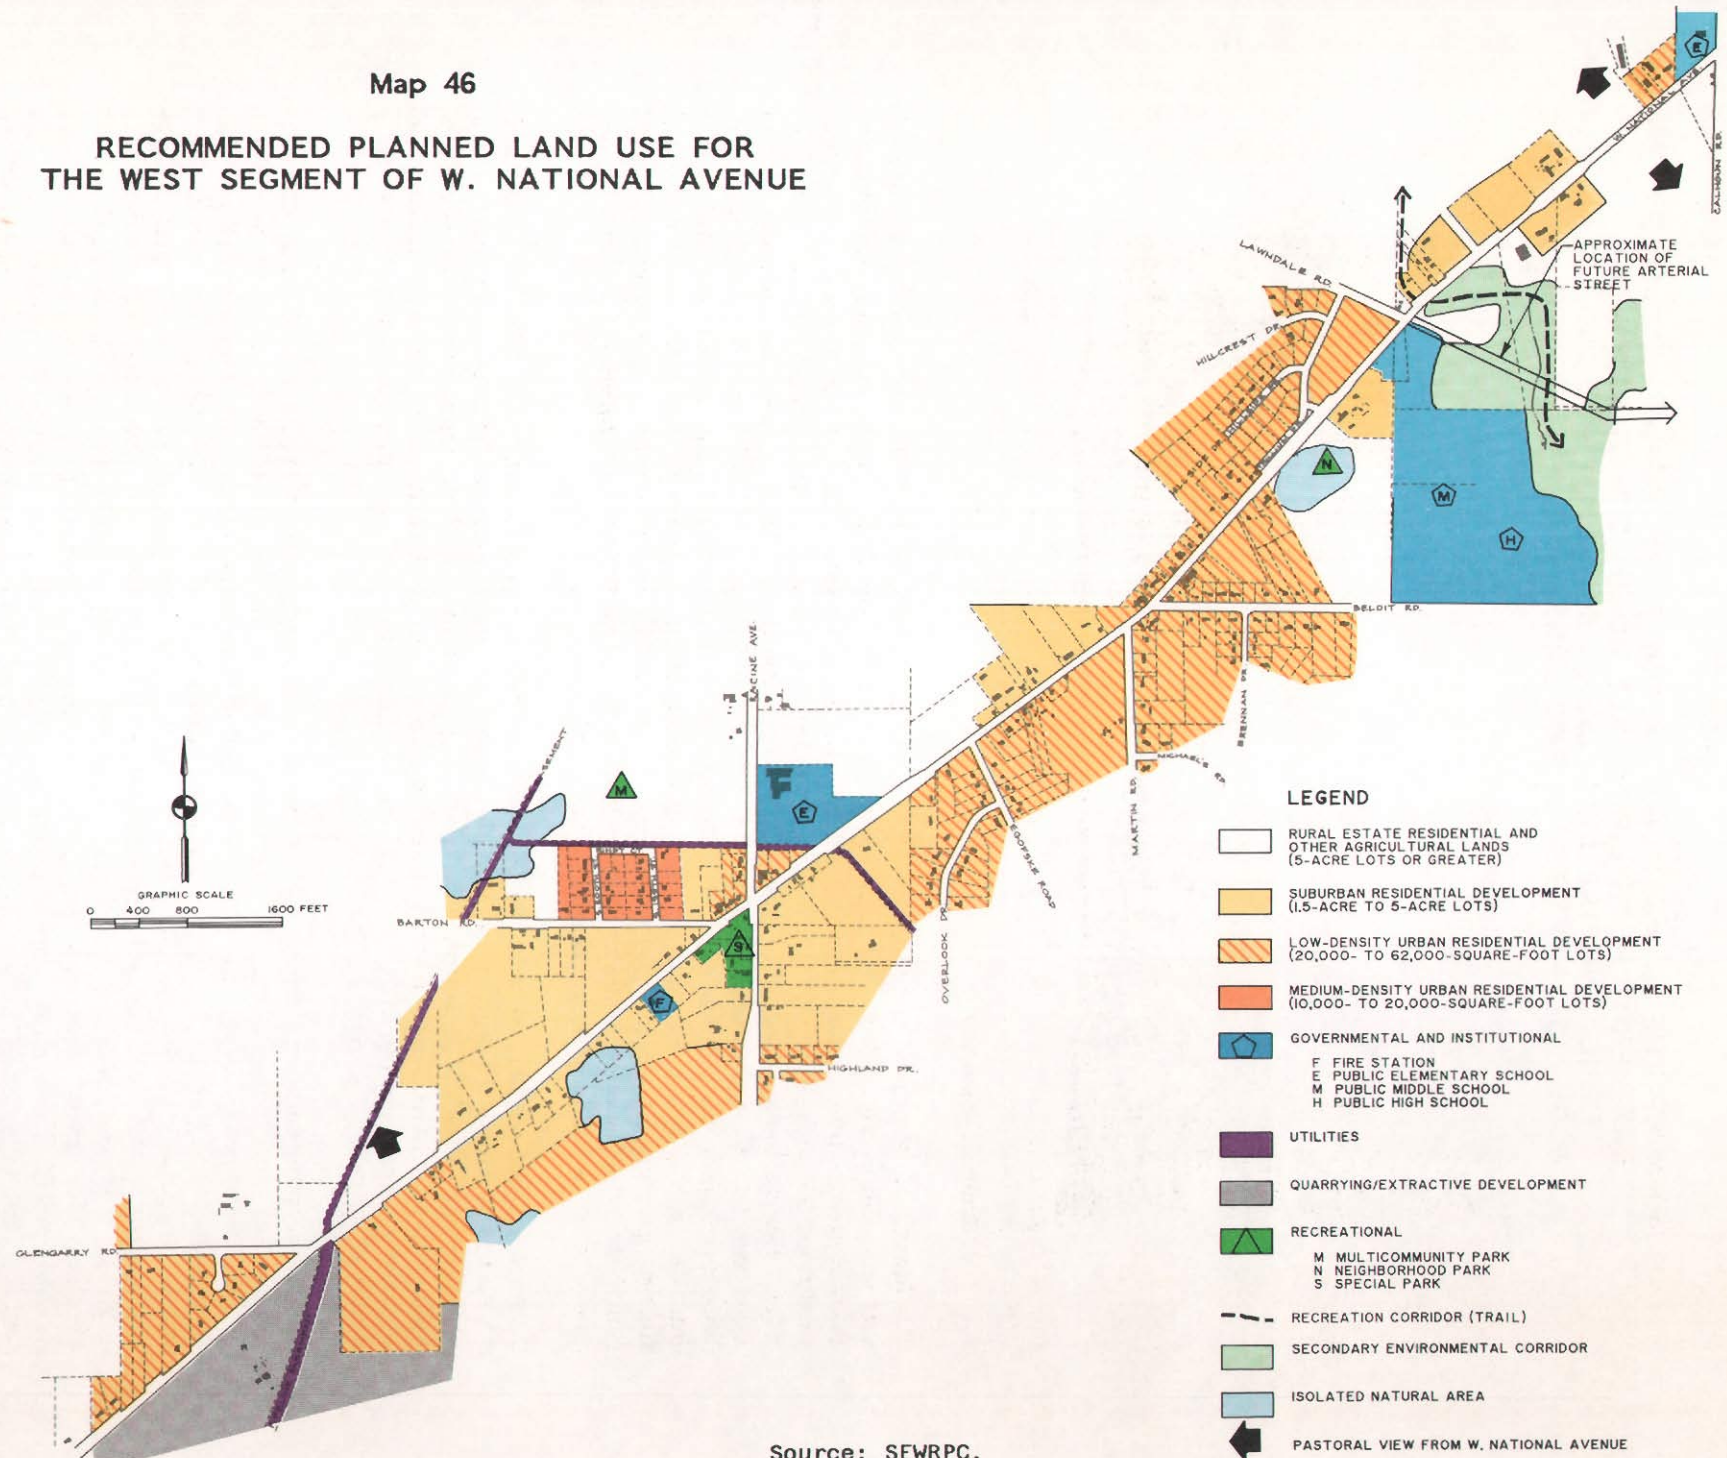 Map 46
RECOMMENDED PLANNED LAND USE FOR
THE WEST SEGMENT OF W. NATIONAL AVENUE
E
W. NATIONAL AVE.
CALHOUN RD.
LAWNDALE RD.
APPROXIMATE
LOCATION OF
FUTURE ARTERIAL
STREET
HILLCREST DR.
N
M
H
BELOIT RD.
RACINE AVE.
BRENNAN DR.
MICHAEL'S
MARTIN RD.
M
E
OVERLOOK DR.
GRAPHIC SCALE
0 400 800 1600 FEET
BARTON RD.
S
F
HIGHLAND DR.
GLENGARRY RD.
LEGEND
RURAL ESTATE RESIDENTIAL AND
OTHER AGRICULTURAL LANDS
(5-ACRE LOTS OR GREATER)
SUBURBAN RESIDENTIAL DEVELOPMENT
(1.5-ACRE TO 5-ACRE LOTS)
LOW-DENSITY URBAN RESIDENTIAL DEVELOPMENT
(20,000- TO 62,000-SQUARE-FOOT LOTS)
MEDIUM-DENSITY URBAN RESIDENTIAL DEVELOPMENT
(10,000- TO 20,000-SQUARE-FOOT LOTS)
GOVERNMENTAL AND INSTITUTIONAL
F FIRE STATION
E PUBLIC ELEMENTARY SCHOOL
M PUBLIC MIDDLE SCHOOL
H PUBLIC HIGH SCHOOL
UTILITIES
QUARRYING/EXTRACTIVE DEVELOPMENT
RECREATIONAL
M MULTICOMMUNITY PARK
N NEIGHBORHOOD PARK
S SPECIAL PARK
RECREATION CORRIDOR (TRAIL)
SECONDARY ENVIRONMENTAL CORRIDOR
ISOLATED NATURAL AREA
PASTORAL VIEW FROM W. NATIONAL AVENUE
Source: SEWRPC.